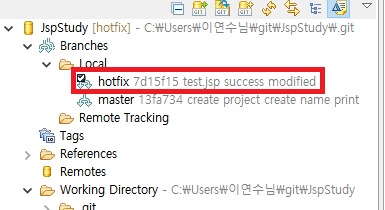 JspStudy [hotfix] - C:\Users\이연수님\git\JspStudy\.git
Branches
Local
hotfix 7d15f15 test.jsp success modified
master 13fa734 create project create name print
Remote Tracking
Tags
References
Remotes
Working Directory - C:\Users\이연수님\git\JspStudy
.git